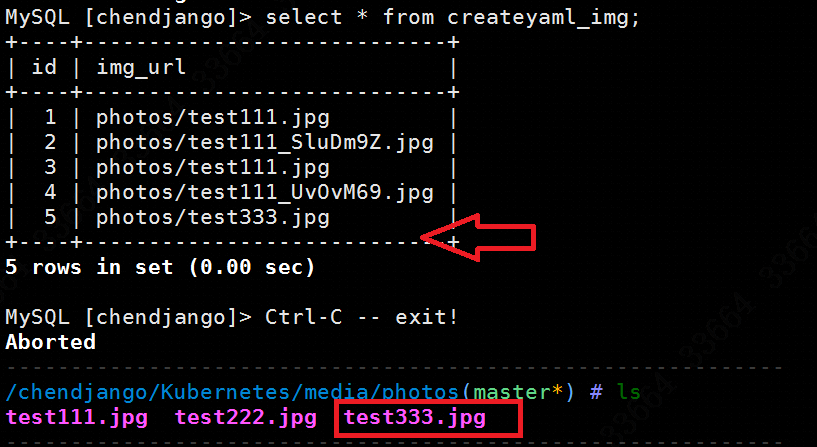 MySQL [chendjango]> select * from createyaml_img;
+----+-----------------------------+
| id | img_url                     |
+----+-----------------------------+
|  1 | photos/test111.jpg          |
|  2 | photos/test111_SluDm9Z.jpg |
|  3 | photos/test111.jpg          |
|  4 | photos/test111_UvOvM69.jpg |
|  5 | photos/test333.jpg          |
+----+-----------------------------+
5 rows in set (0.00 sec)
MySQL [chendjango]> Ctrl-C -- exit!
Aborted
/chendjango/Kubernetes/media/photos(master*) # ls
test111.jpg  test222.jpg  test333.jpg